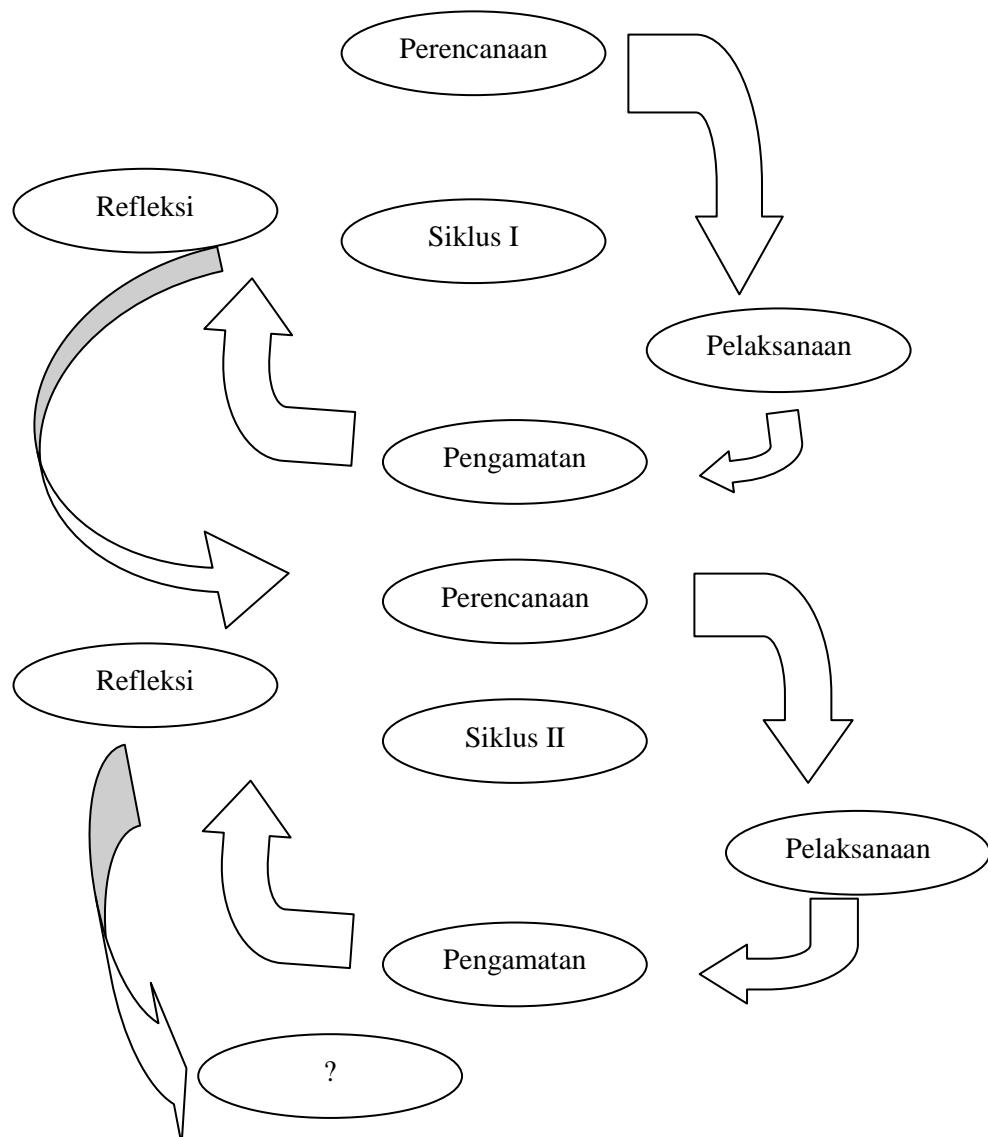 Perencanaan
Refleksi
Siklus I
Pelaksanaan
Pengamatan
Perencanaan
Refleksi
Siklus II
Pelaksanaan
Pengamatan
?